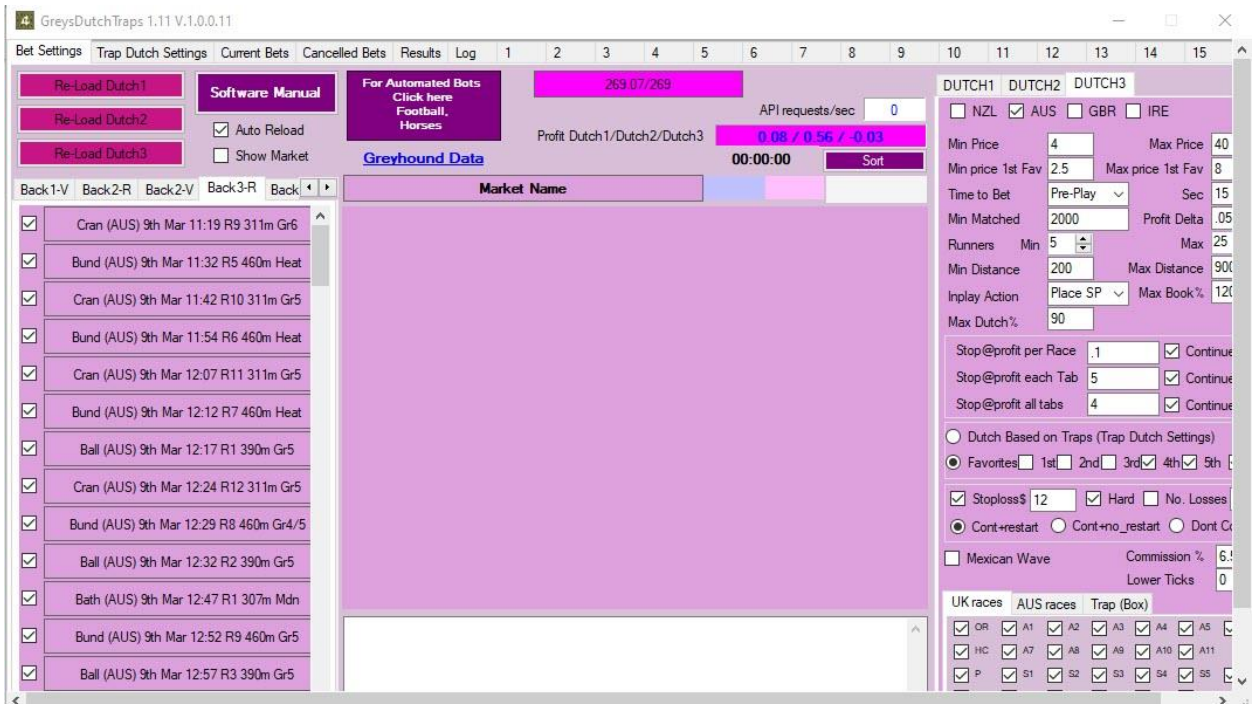 GreysDutchTraps 1.11 V.1.0.0.11
Bet Settings Trap Dutch Settings Current Bets Cancelled Bets Results Log 1 2 3 4 5 6 7 8 9 10 11 12 13 14 15
Re-Load Dutch1
Re-Load Dutch2
Re-Load Dutch3
Software Manual
Auto Reload
Show Market
For Automated Bots
Click here
Football,
Horses
Greyhound Data
269.07/269
API requests/sec 0
Profit Dutch1/Dutch2/Dutch3 0.08 / 0.56 / -0.03
00:00:00 Sort
Back1-V Back2-R Back2-V Back3-R Back
Market Name
Cran (AUS) 9th Mar 11:19 R9 311m Gr6
Bund (AUS) 9th Mar 11:32 R5 460m Heat
Cran (AUS) 9th Mar 11:42 R10 311m Gr5
Bund (AUS) 9th Mar 11:54 R6 460m Heat
Cran (AUS) 9th Mar 12:07 R11 311m Gr5
Bund (AUS) 9th Mar 12:12 R7 460m Heat
Ball (AUS) 9th Mar 12:17 R1 390m Gr5
Cran (AUS) 9th Mar 12:24 R12 311m Gr5
Bund (AUS) 9th Mar 12:29 R8 460m Gr4/5
Ball (AUS) 9th Mar 12:32 R2 390m Gr5
Bath (AUS) 9th Mar 12:47 R1 307m Mdn
Bund (AUS) 9th Mar 12:52 R9 460m Gr5
Ball (AUS) 9th Mar 12:57 R3 390m Gr5
DUTCH1 DUTCH2 DUTCH3
NZL AUS GBR IRE
Min Price 4 Max Price 40
Min price 1st Fav 2.5 Max price 1st Fav 8
Time to Bet Pre-Play Sec 15
Min Matched 2000 Profit Delta .05
Runners Min 5 Max 25
Min Distance 200 Max Distance 900
Inplay Action Place SP Max Book% 120
Max Dutch% 90
Stop@profit per Race .1 Continue
Stop@profit each Tab 5 Continue
Stop@profit all tabs 4 Continue
Dutch Based on Traps (Trap Dutch Settings)
Favorites 1st 2nd 3rd 4th 5th
Stoploss$ 12 Hard No. Losses
Cont+restart Cont+no_restart Dont Co
Mexican Wave Commission % 6.5
Lower Ticks 0
UK races AUS races Trap (Box)
OR A1 A2 A3 A4 A5
HC A7 A8 A9 A10 A11
P S1 S2 S3 S4 S5